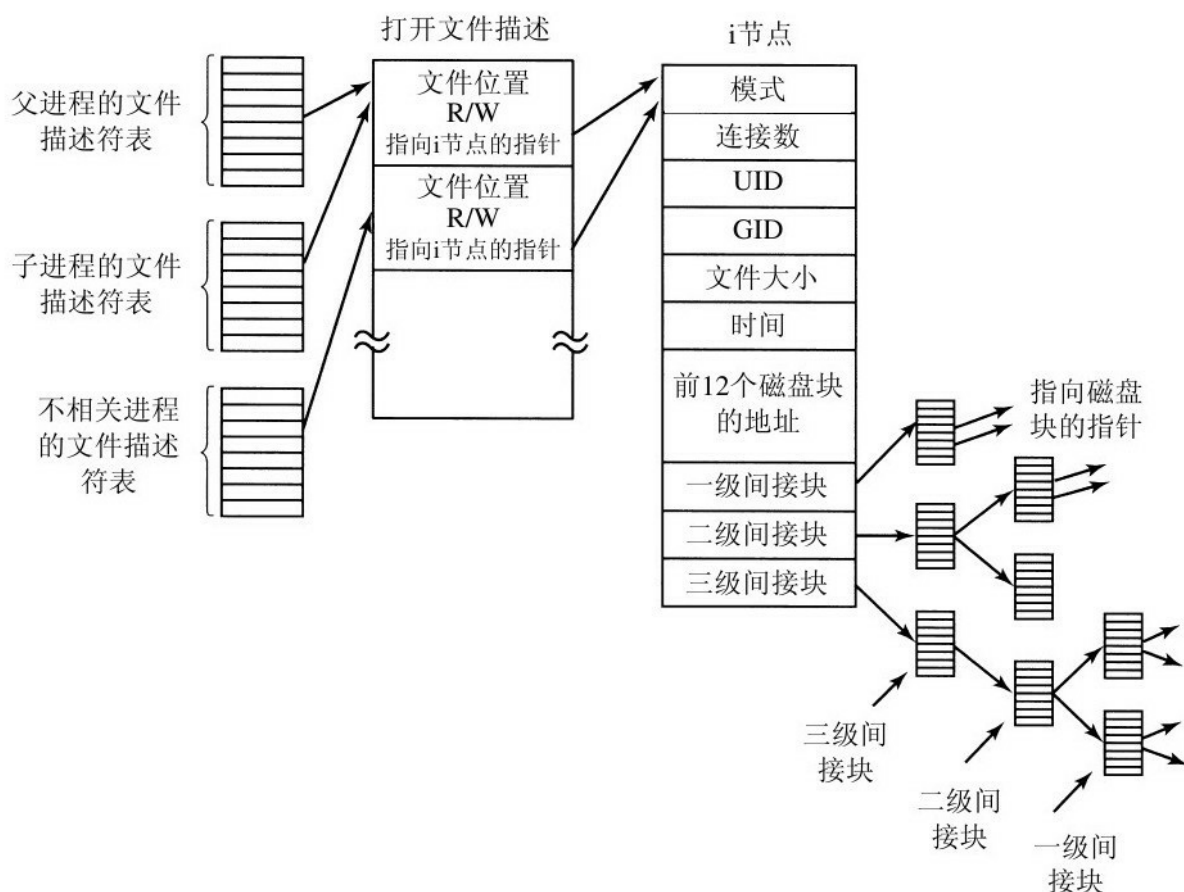 打开文件描述
i节点
父进程的文件
描述符表
子进程的文件
描述符表
不相关进程
的文件描述
符表
文件位置
R/W
指向i节点的指针
文件位置
R/W
指向i节点的指针
模式
连接数
UID
GID
文件大小
时间
前12个磁盘块
的地址
一级间接块
二级间接块
三级间接块
指向磁盘
块的指针
三级间
接块
二级间
接块
一级间
接块